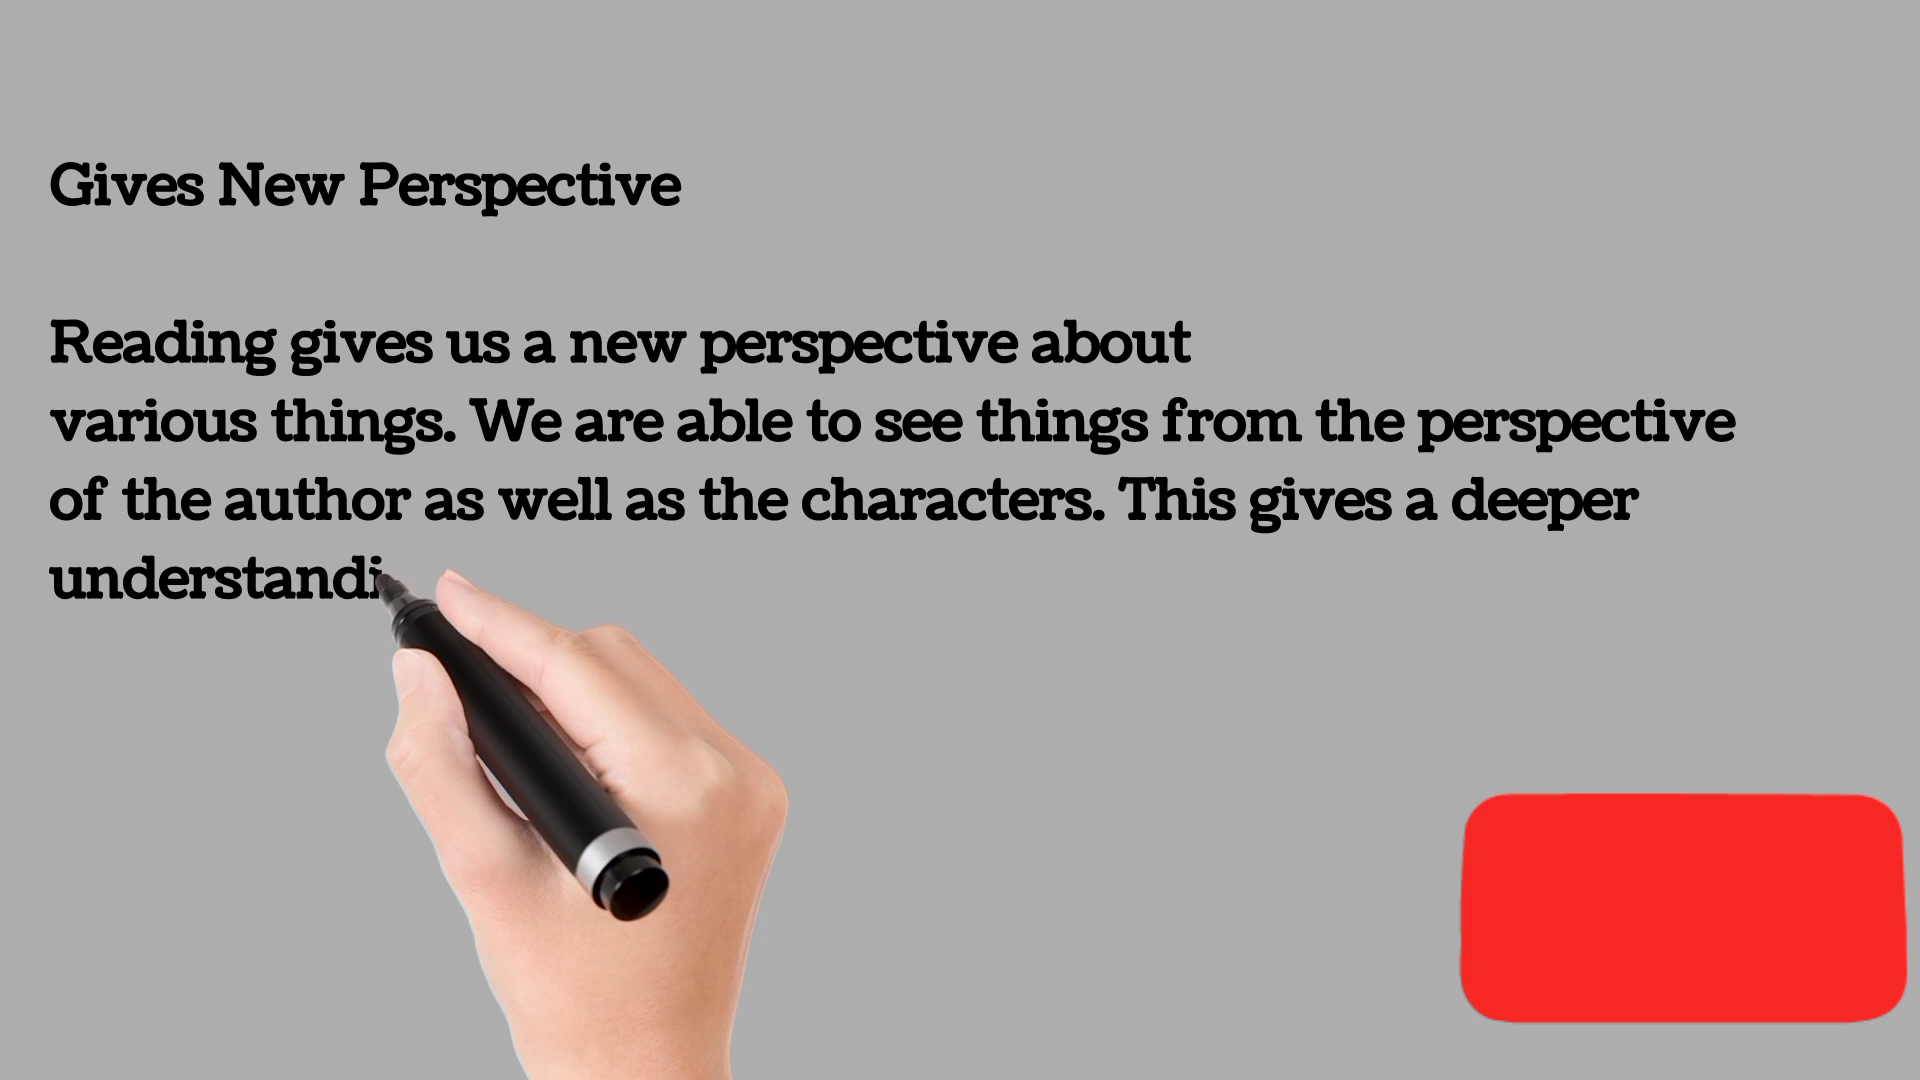 Gives New Perspective
Reading gives us a new perspective about
various things. We are able to see things from the perspective
of the author as well as the characters. This gives a deeper
understandi